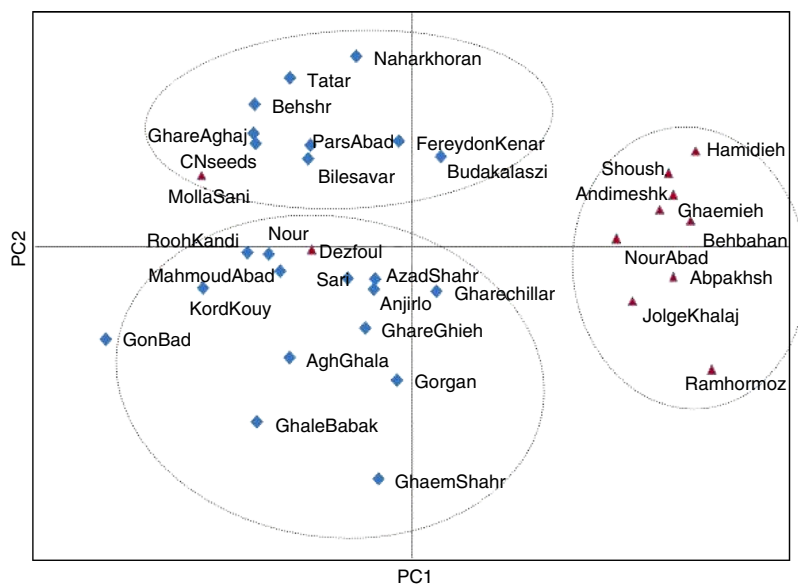 Naharkhoran
Tatar
Behshr
GhareAghaj
ParsAbad
FereydonKenar
CNseeds
Bilesavar
Budakalaszi
MollaSani
Hamidieh
Shoush
Andimeshk
Ghaemieh
Behbahan
NourAbad
Abpakhsh
JolgeKhalaj
Ramhormoz
PC2
RoohKandi
Nour
Dezfoul
MahmoudAbad
Sari
AzadShahr
Anjirlo
Gharechillar
KordKouy
GhareGhieh
GonBad
AghGhala
Gorgan
GhaleBabak
GhaemShahr
PC1